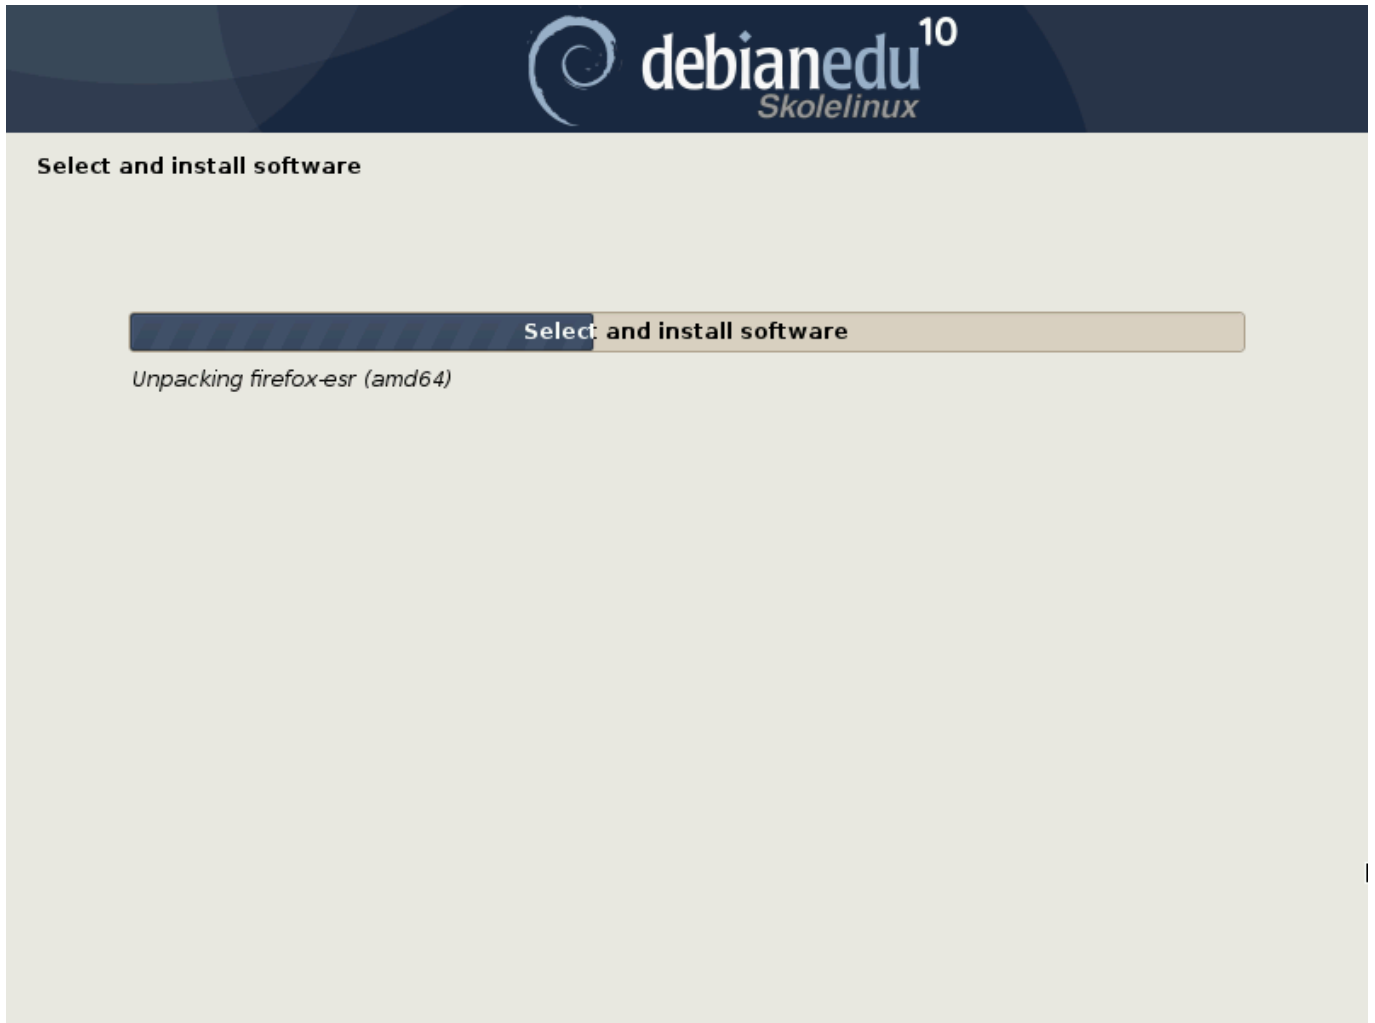 debianedu 10
Skolelinux
Select and install software
Select and install software
Unpacking firefox-esr (amd64)